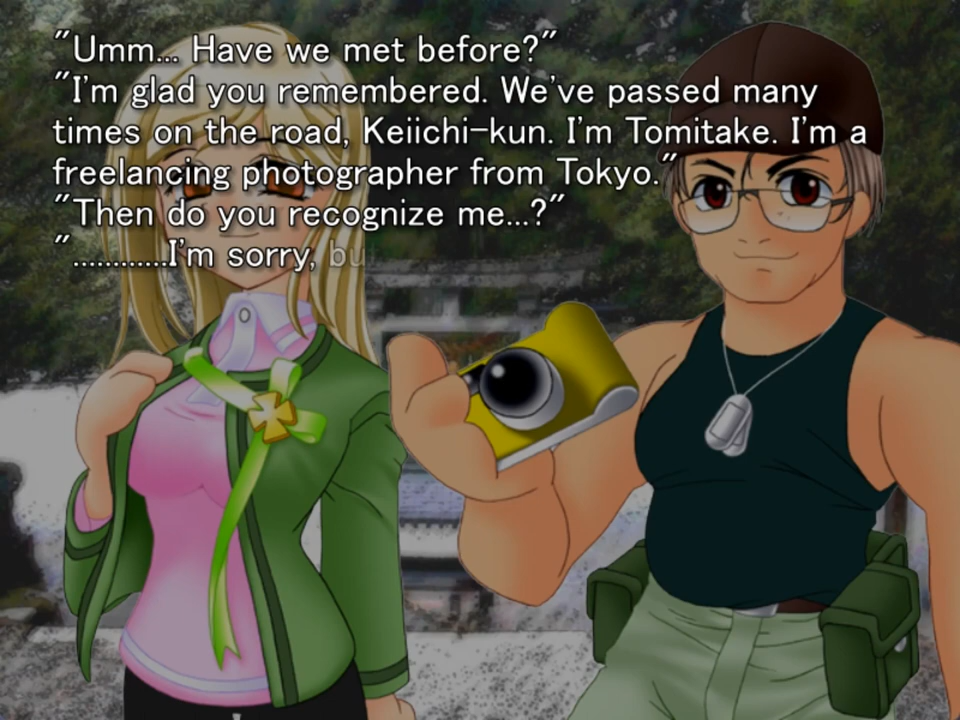 "Umm... Have we met before?"
"I'm glad you remembered. We've passed many
times on the road, Keiichi-kun. I'm Tomitake. I'm a
freelancing photographer from Tokyo."
"Then do you recognize me...?"
"............I'm sorry, bu